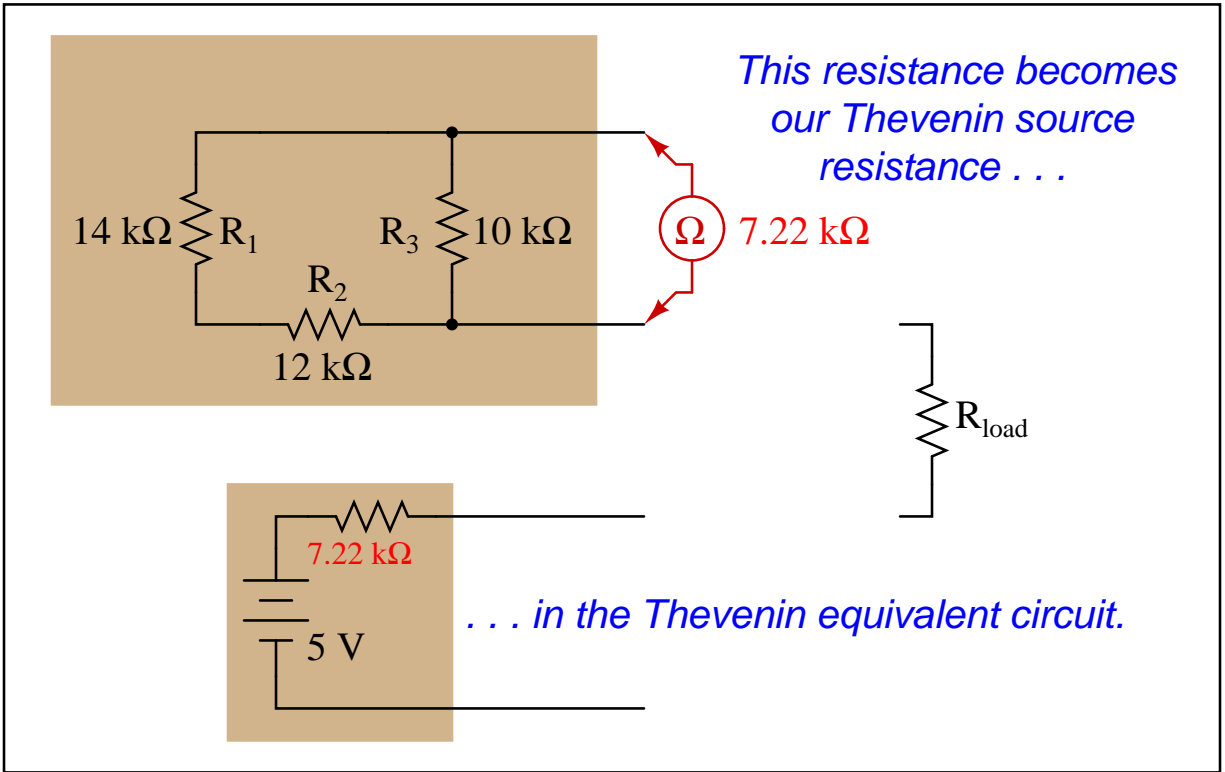 This resistance becomes
our Thevenin source
resistance . . .
14 kΩ R1 R3 10 kΩ Ω 7.22 kΩ
R2
12 kΩ
Rload
7.22 kΩ
. . . in the Thevenin equivalent circuit.
5 V